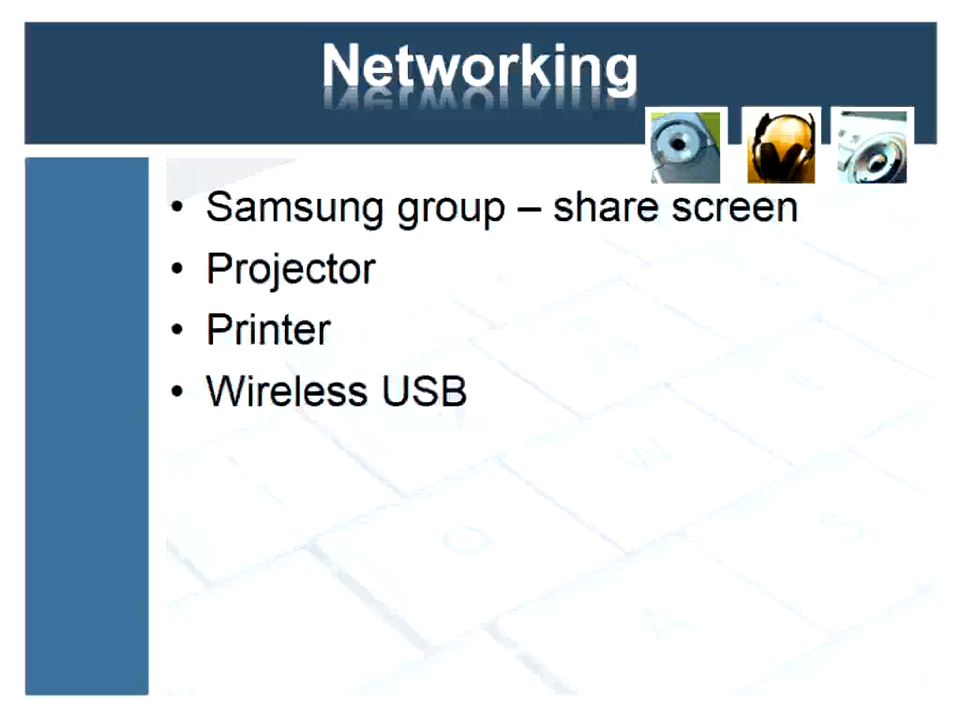 Networking
• Samsung group – share screen
• Projector
• Printer
• Wireless USB